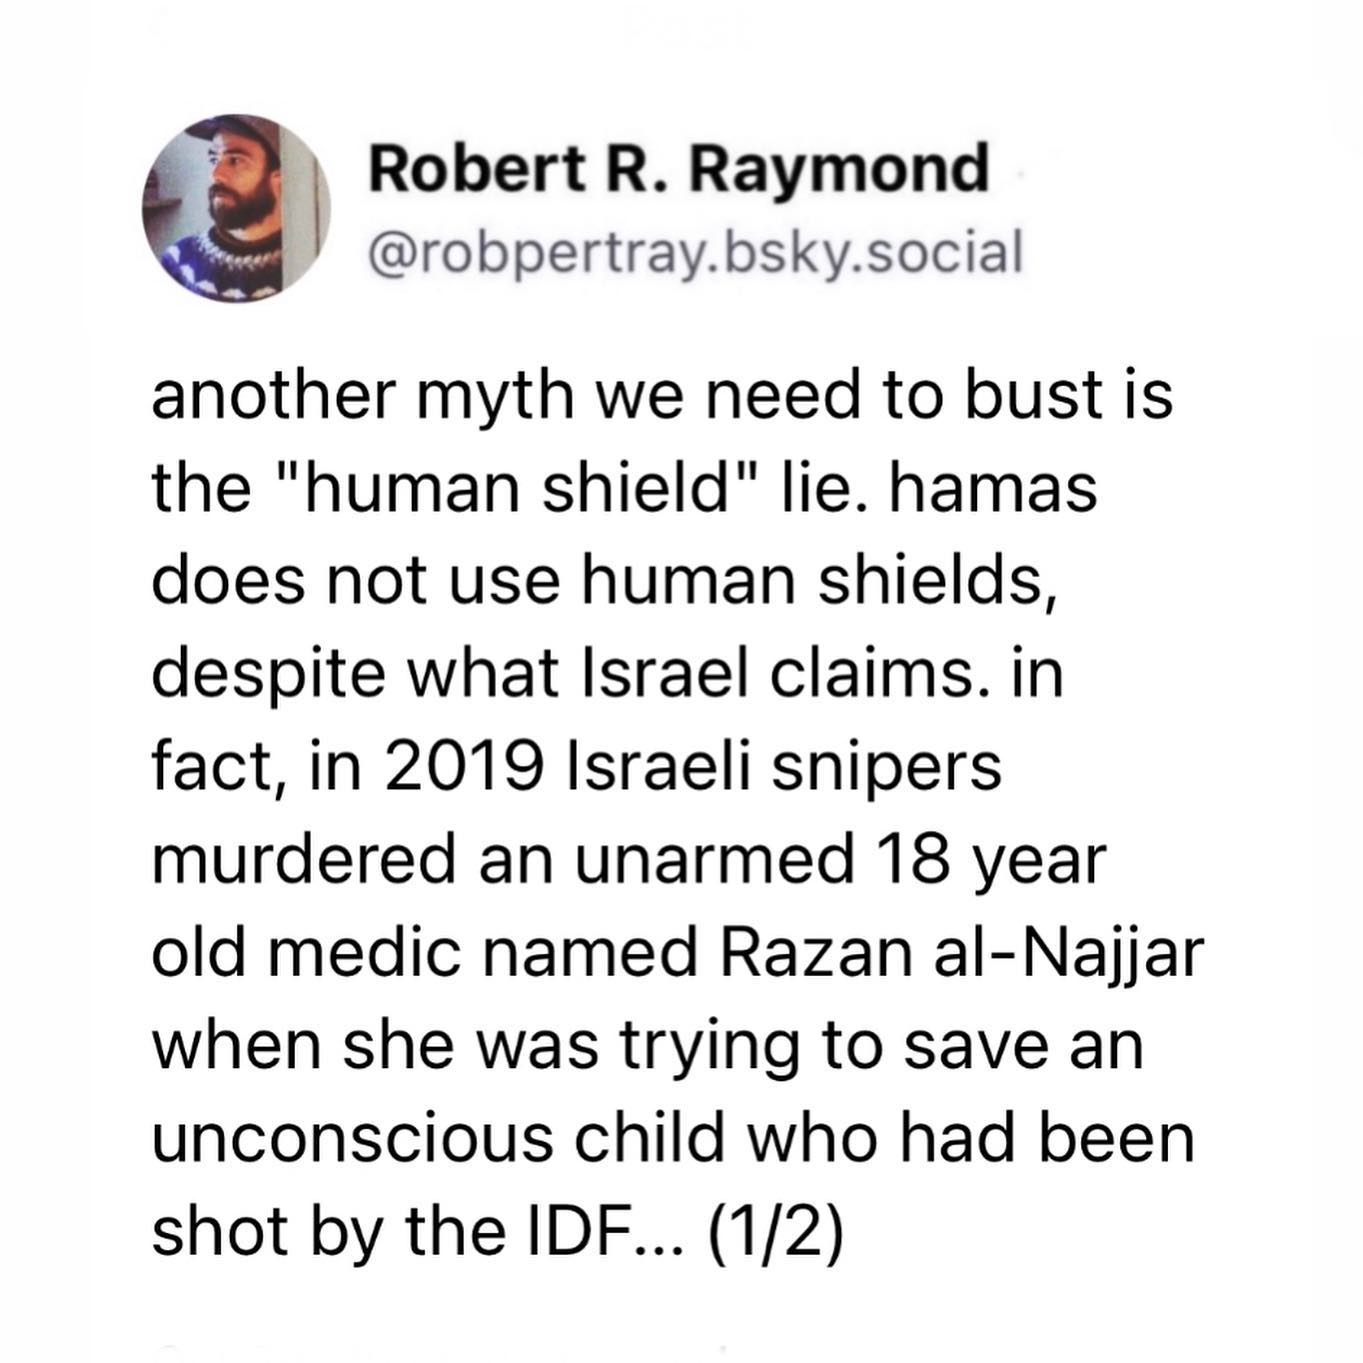 Robert R. Raymond
@robpertray.bsky.social
another myth we need to bust is
the "human shield" lie. hamas
does not use human shields,
despite what Israel claims. in
fact, in 2019 Israeli snipers
murdered an unarmed 18 year
old medic named Razan al-Najjar
when she was trying to save an
unconscious child who had been
shot by the IDF... (1/2)